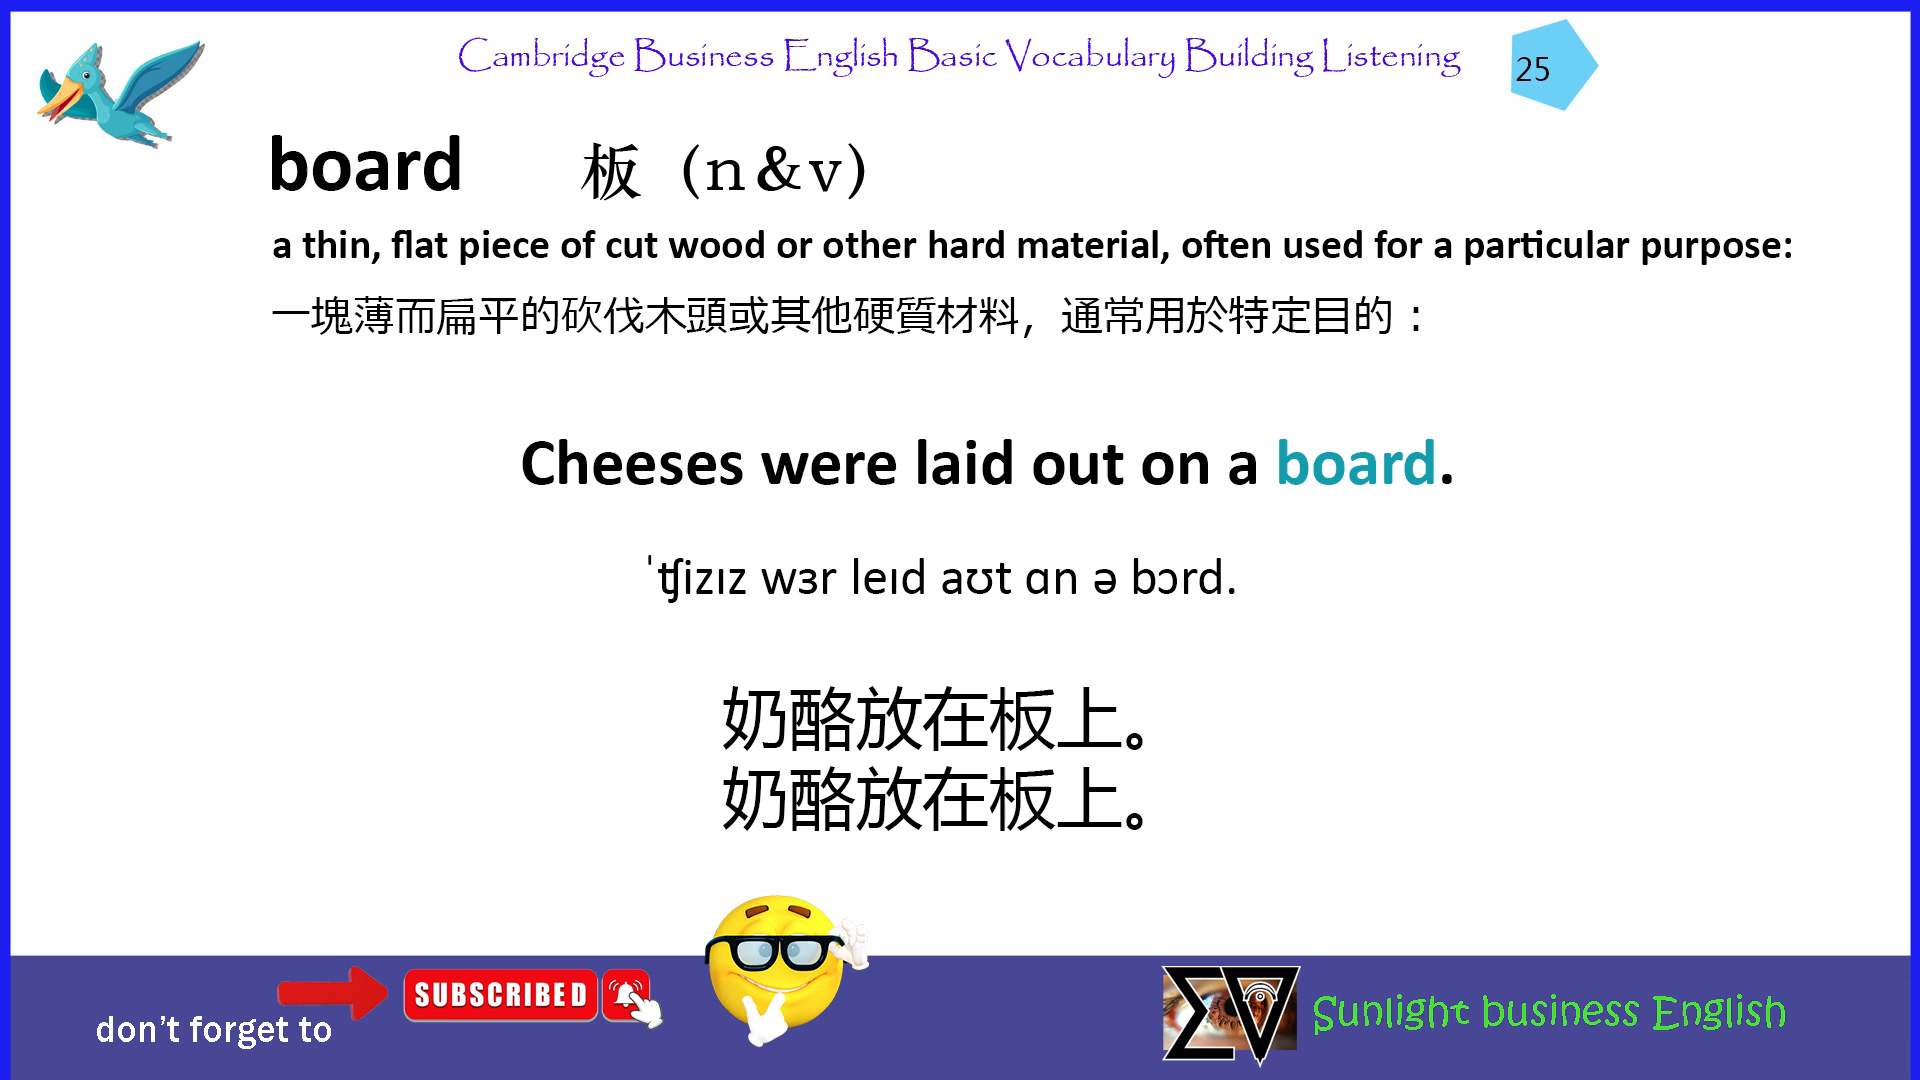 Cambridge Business English Basic Vocabulary Building Listening
25
board 板 (n&v)
a thin, flat piece of cut wood or other hard material, often used for a particular purpose:
一塊薄而扁平的砍伐木頭或其他硬質材料，通常用於特定目的：
Cheeses were laid out on a board.
ˈʧizɪz wɜr leɪd aʊt ɑn ə bɔrd.
奶酪放在板上。
奶酪放在板上。
SUBSCRIBED
don’t forget to
Sunlight business English